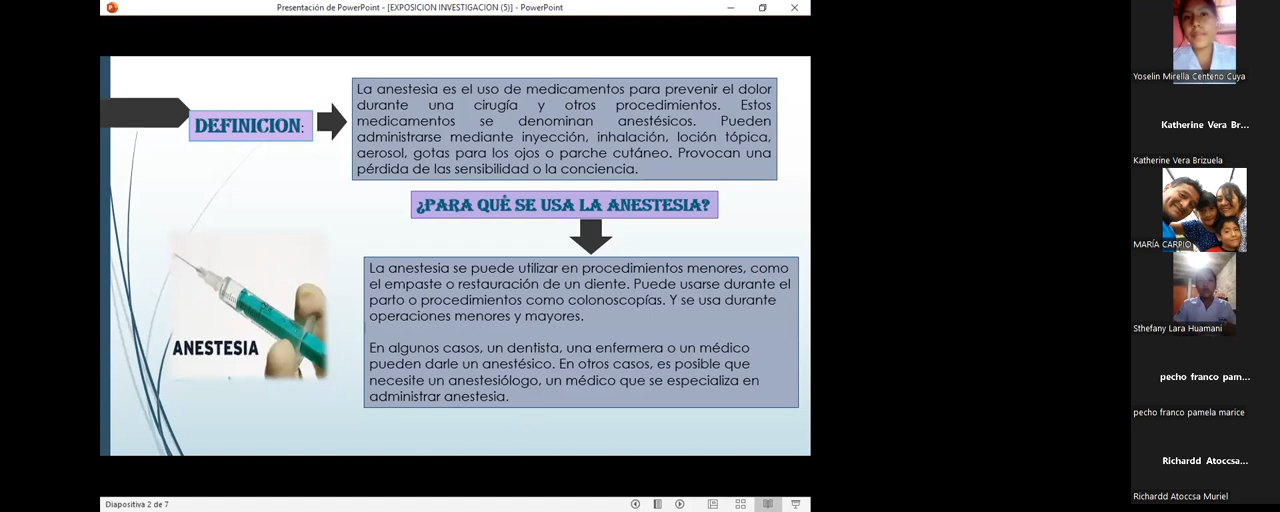 Presentación de PowerPoint - [EXPOSICION INVESTIGACION (5)] - PowerPoint
DEFINICION:
La anestesia es el uso de medicamentos para prevenir el dolor
durante una cirugía y otros procedimientos. Estos
medicamentos se denominan anestésicos. Pueden
administrarse mediante inyección, inhalación, loción tópica,
aerosol, gotas para los ojos o parche cutáneo. Provocan una
pérdida de las sensibilidad o la conciencia.
¿PARA QUÉ SE USA LA ANESTESIA?
La anestesia se puede utilizar en procedimientos menores, como
el empaste o restauración de un diente. Puede usarse durante el
parto o procedimientos como colonoscopías. Y se usa durante
operaciones menores y mayores.
En algunos casos, un dentista, una enfermera o un médico
pueden darle un anestésico. En otros casos, es posible que
necesite un anestesiólogo, un médico que se especializa en
administrar anestesia.
ANESTESIA
Diapositiva 2 de 7
Yoselin Mirella Centeno Cuya
Katherine Vera Br...
Katherine Vera Brizuela
MARÍA CARPIO
Sthefany Lara Huamani
pecho franco pam...
pecho franco pamela marice
Richardd Atoccsa...
Richardd Atoccsa Muriel